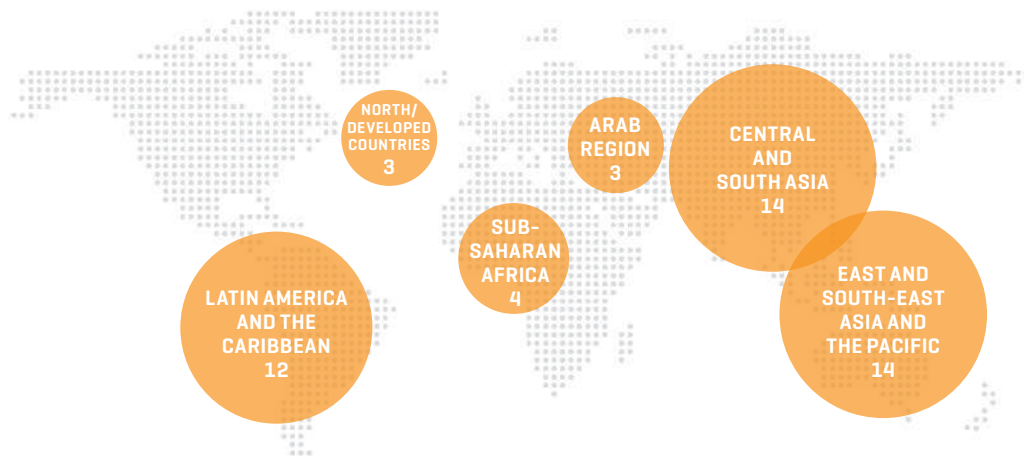 NORTH/
DEVELOPED
COUNTRIES
3
ARAB
REGION
3
CENTRAL
AND
SOUTH ASIA
14
SUB-
SAHARAN
AFRICA
4
LATIN AMERICA
AND THE
CARIBBEAN
12
EAST AND
SOUTH-EAST
ASIA AND
THE PACIFIC
14